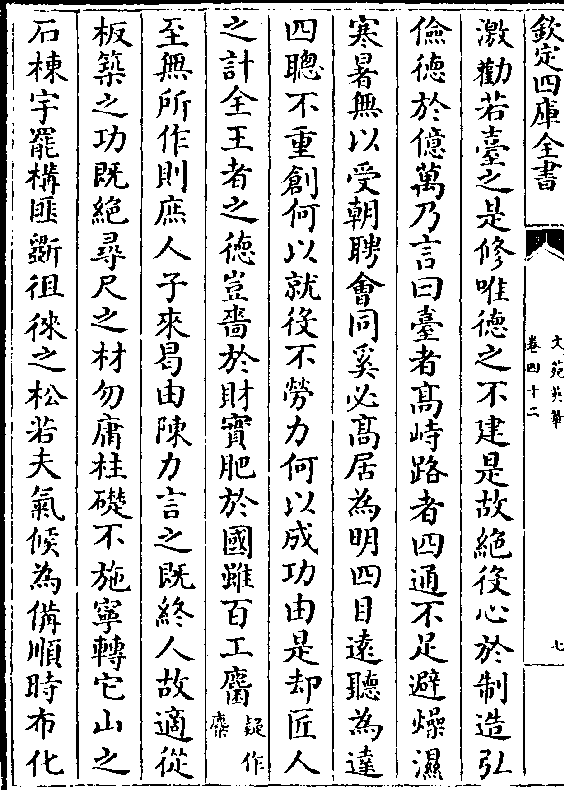 欽定四庫全書
文苑英華
卷四十二
七
激勸若臺之是修唯德之不建是故絶役心於制造弘
儉德於億萬乃言曰臺者髙峙路者四通不足避燥濕
寒暑無以受朝聘會同奚必髙居為明四目遠聽為達
四聰不重創何以就役不勞力何以成功由是却匠人
之計全王者之德豈嗇於財寳肥於國雖百工麕疑作麇
至無所作則庶人子來曷由陳力言之既終人故適從
板築之功既絶尋尺之材勿庸柱礎不施寧轉它山之
石棟宇罷構匪斵徂徠之松若夫氣候為備順時布化